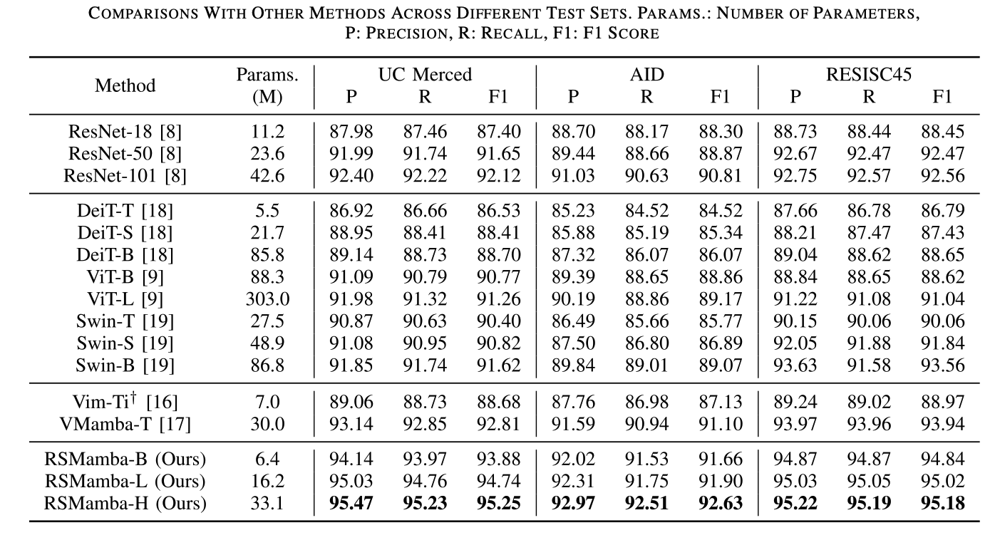 COMPARISONS WITH OTHER METHODS ACROSS DIFFERENT TEST SETS. PARAMS.: NUMBER OF PARAMETERS,
P: PRECISION, R: RECALL, F1: F1 SCORE
Method Params. (M) UC Merced AID RESISC45
P R F1 P R F1 P R F1
ResNet-18 [8] 11.2 87.98 87.46 87.40 88.70 88.17 88.30 88.73 88.44 88.45
ResNet-50 [8] 23.6 91.99 91.74 91.65 89.44 88.66 88.87 92.67 92.47 92.47
ResNet-101 [8] 42.6 92.40 92.22 92.12 91.03 90.63 90.81 92.75 92.57 92.56
DeiT-T [18] 5.5 86.92 86.66 86.53 85.23 84.52 84.52 87.66 86.78 86.79
DeiT-S [18] 21.7 88.95 88.41 88.41 85.88 85.19 85.34 88.21 87.47 87.43
DeiT-B [18] 85.8 89.14 88.73 88.70 87.32 86.07 86.07 89.04 88.62 88.65
ViT-B [9] 88.3 91.09 90.79 90.77 89.39 88.65 88.86 88.84 88.65 88.62
ViT-L [9] 303.0 91.98 91.32 91.26 90.19 88.86 89.17 91.22 91.08 91.04
Swin-T [19] 27.5 90.87 90.63 90.40 86.49 85.66 85.77 90.15 90.06 90.06
Swin-S [19] 48.9 91.08 90.95 90.82 87.50 86.80 86.89 92.05 91.88 91.84
Swin-B [19] 86.8 91.85 91.74 91.62 89.84 89.01 89.07 93.63 91.58 93.56
Vim-Ti† [16] 7.0 89.06 88.73 88.68 87.76 86.98 87.13 89.24 89.02 88.97
VMamba-T [17] 30.0 93.14 92.85 92.81 91.59 90.94 91.10 93.97 93.96 93.94
RSMamba-B (Ours) 6.4 94.14 93.97 93.88 92.02 91.53 91.66 94.87 94.87 94.84
RSMamba-L (Ours) 16.2 95.03 94.76 94.74 92.31 91.75 91.90 95.03 95.05 95.02
RSMamba-H (Ours) 33.1 95.47 95.23 95.25 92.97 92.51 92.63 95.22 95.19 95.18